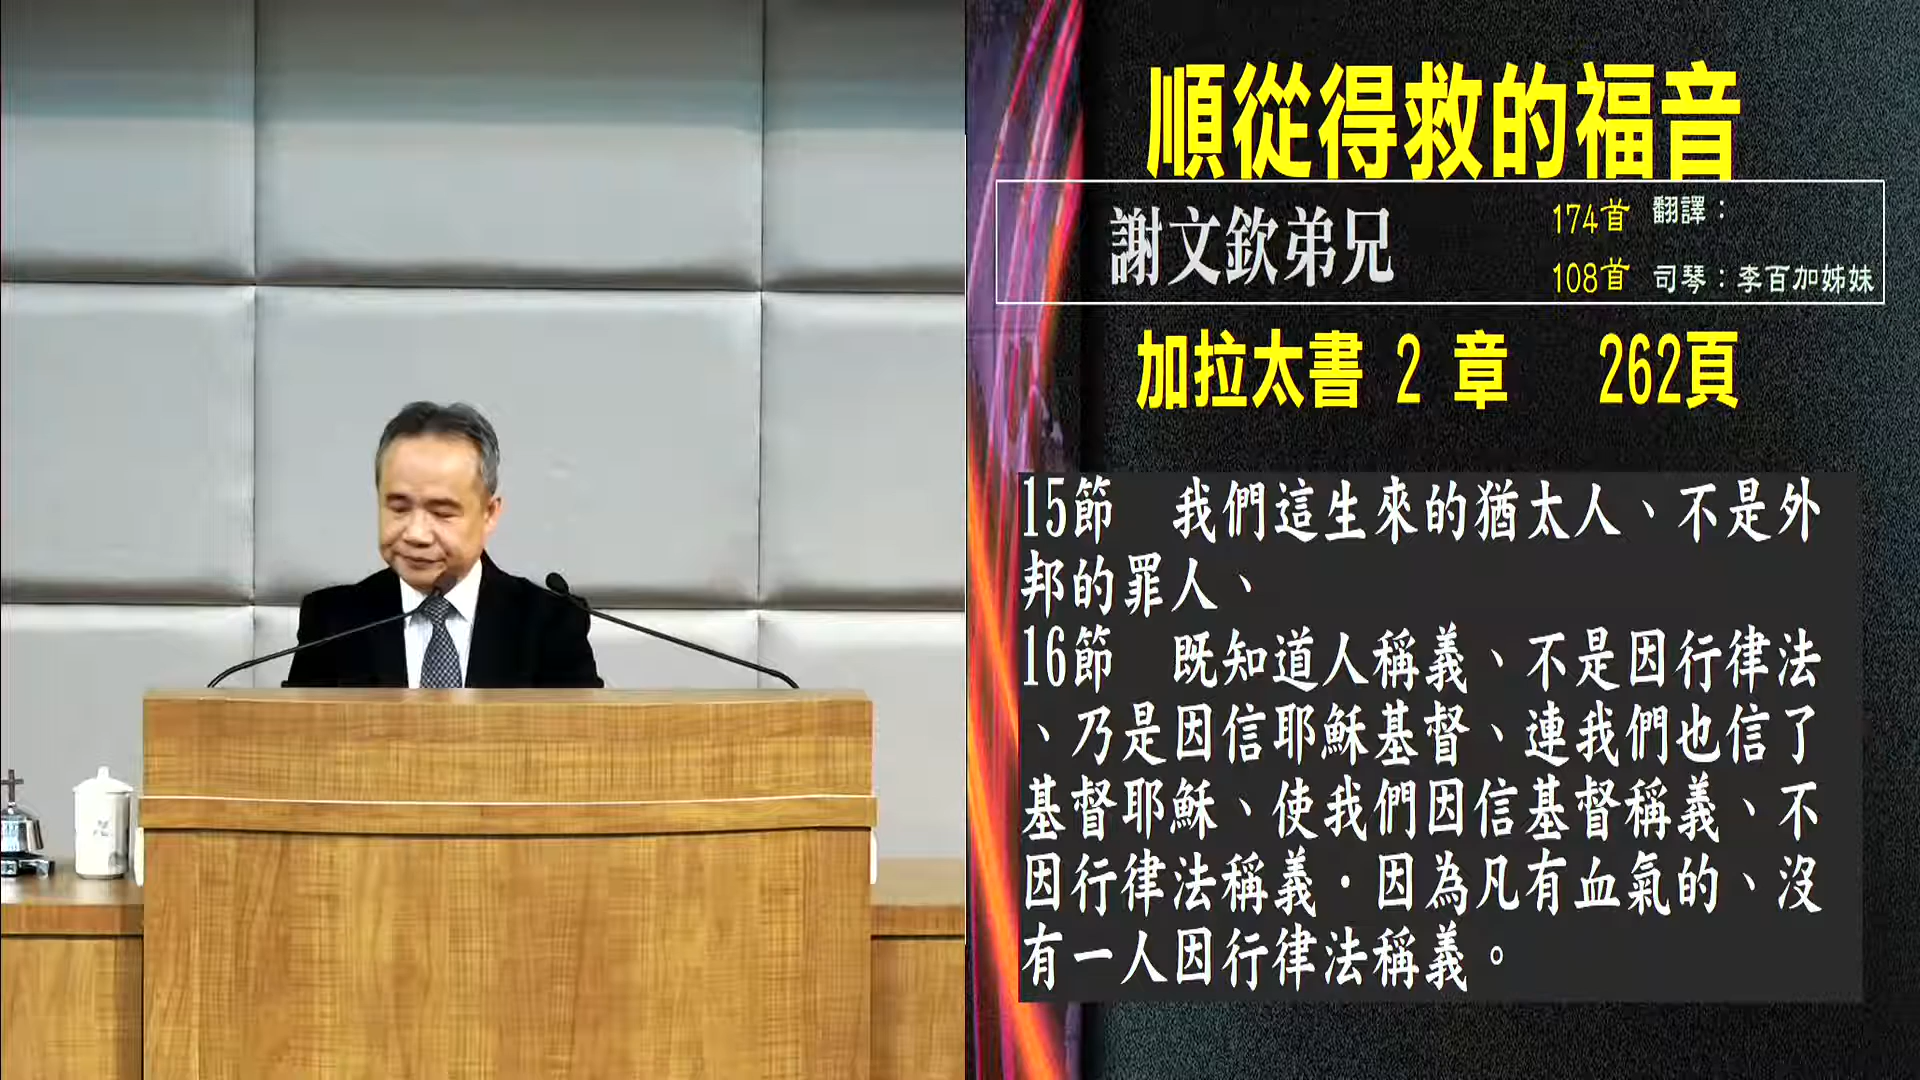 順從得救的福音
謝文欽弟兄
174首 翻譯：
108首 司琴：李百加姊妹
加拉太書 2 章 262頁
15節 我們這生來的猶太人、不是外
邦的罪人、
16節 既知道人稱義、不是因行律法
、乃是因信耶穌基督、連我們也信了
基督耶穌、使我們因信基督稱義、不
因行律法稱義．因為凡有血氣的、沒
有一人因行律法稱義。